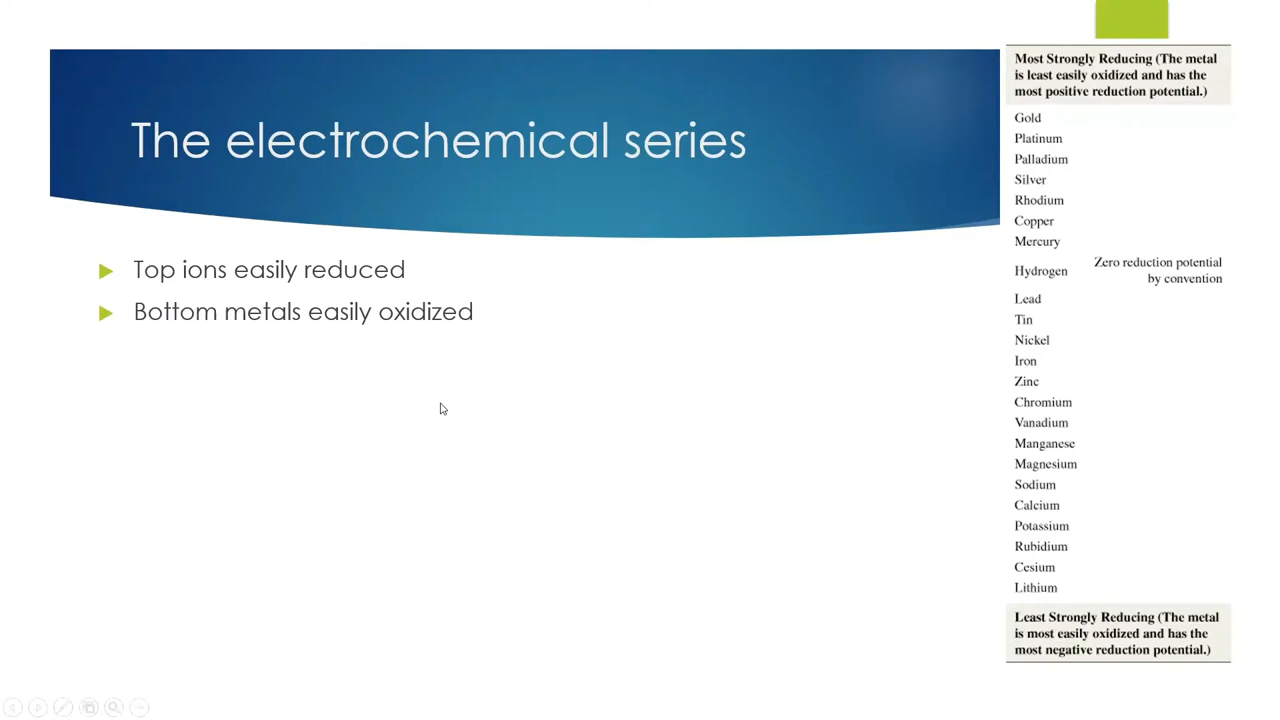 The electrochemical series
Top ions easily reduced
Bottom metals easily oxidized
Most Strongly Reducing (The metal
is least easily oxidized and has the
most positive reduction potential.)
Gold
Platinum
Palladium
Silver
Rhodium
Copper
Mercury
Hydrogen
Zero reduction potential
by convention
Lead
Tin
Nickel
Iron
Zinc
Chromium
Vanadium
Manganese
Magnesium
Sodium
Calcium
Potassium
Rubidium
Cesium
Lithium
Least Strongly Reducing (The metal
is most easily oxidized and has the
most negative reduction potential.)